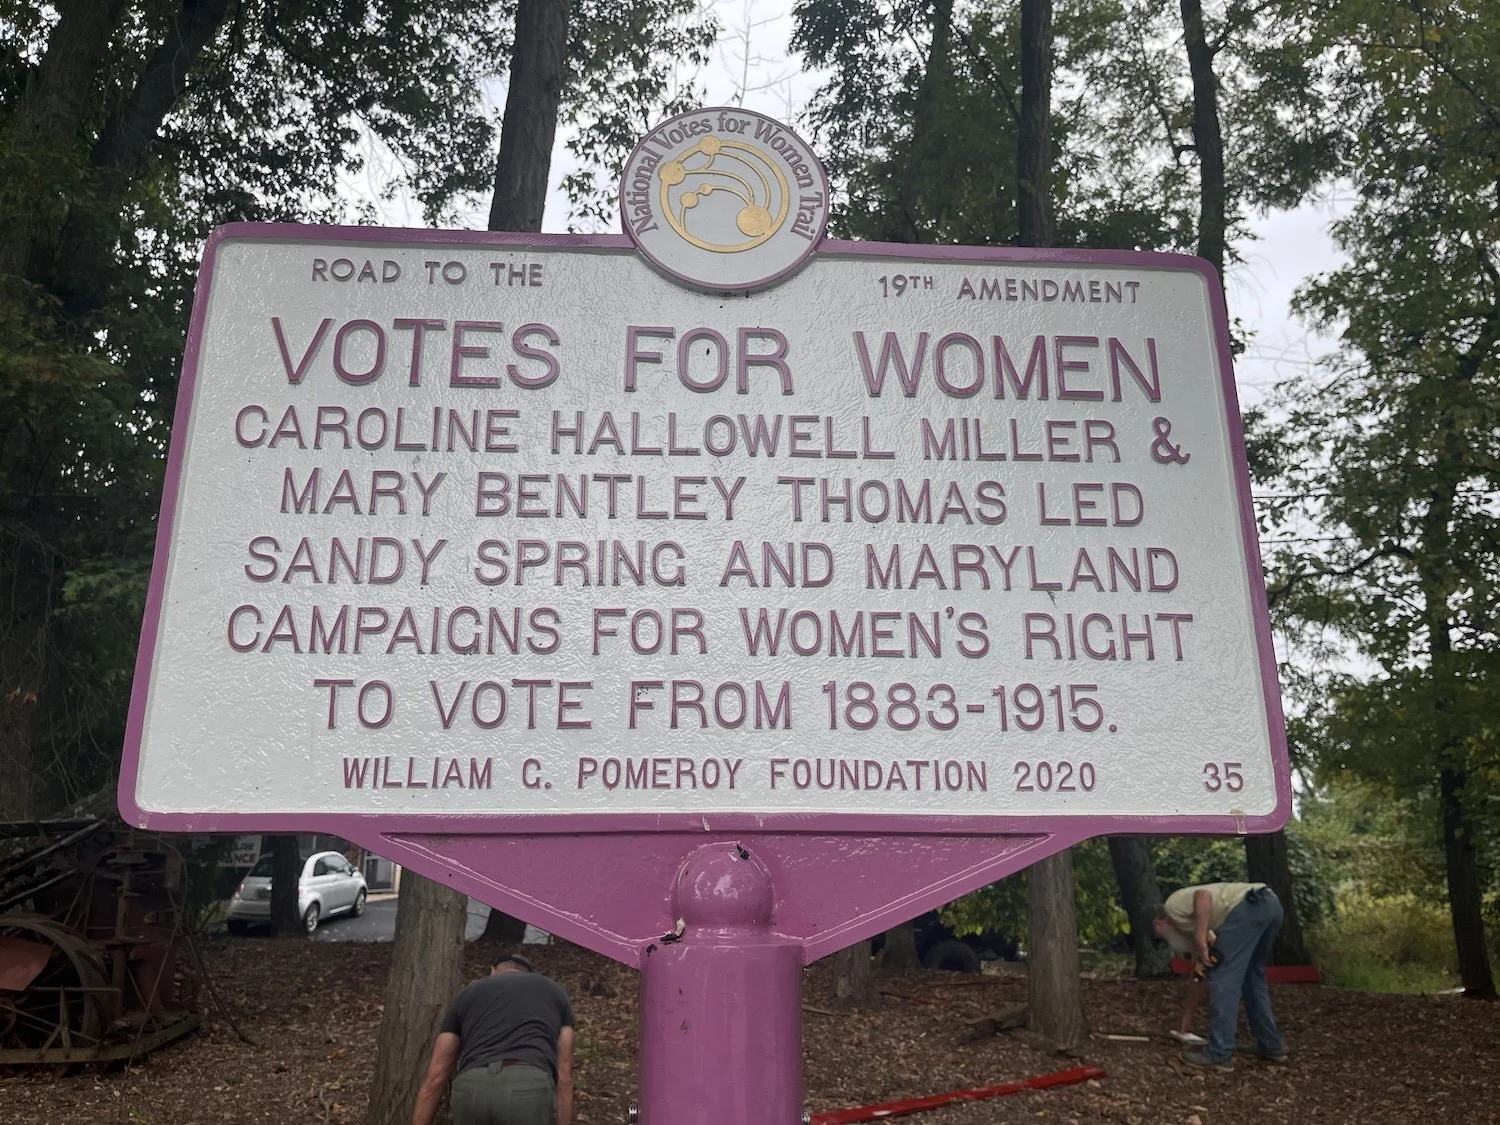 National Votes for Women Trail
ROAD TO THE 19TH AMENDMENT
VOTES FOR WOMEN
CAROLINE HALLOWELL MILLER &
MARY BENTLEY THOMAS LED
SANDY SPRING AND MARYLAND
CAMPAIGNS FOR WOMEN'S RIGHT
TO VOTE FROM 1883-1915.
WILLIAM G. POMEROY FOUNDATION 2020 35